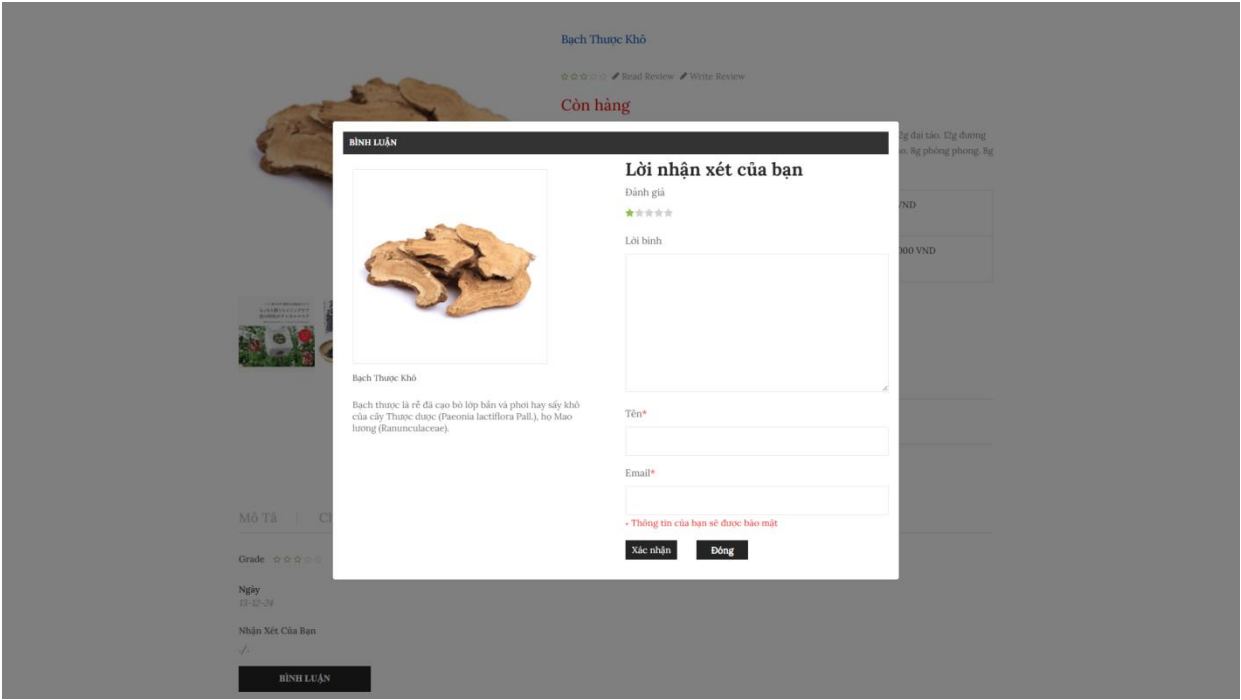 Bạch Thược Khô
Read Review Write Review
Còn hàng
2g đại táo. 12g đương
8g phòng phong. 8g
VND
000 VND
BÌNH LUẬN
Lời nhận xét của bạn
Đánh giá
Lời bình
Bạch Thược Khô
Bạch thược là rễ đã cạo bỏ lớp bần và phơi hay sấy khô
của cây Thược dược (Paeonia lactiflora Pall.), họ Mao
lương (Ranunculaceae).
Tên*
Email*
- Thông tin của bạn sẽ được bảo mật
Xác nhận Đóng
Mô Tả
Grade
Ngày
13-12-24
Nhận Xét Của Bạn
./.
BÌNH LUẬN